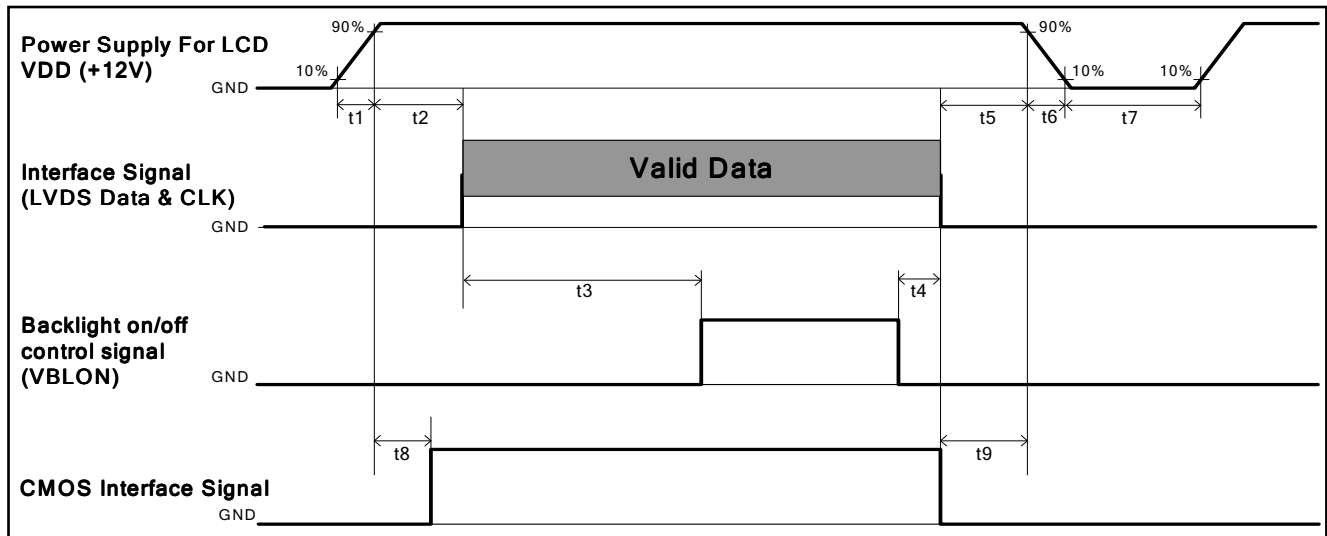 90%
90%
Power Supply For LCD
VDD (+12V)
10%
10%
10%
GND
t1
t2
t5
t6
t7
Valid Data
Interface Signal
(LVDS Data & CLK)
GND
t3
t4
Backlight on/off
control signal
(VBLON)
GND
t8
t9
CMOS Interface Signal
GND